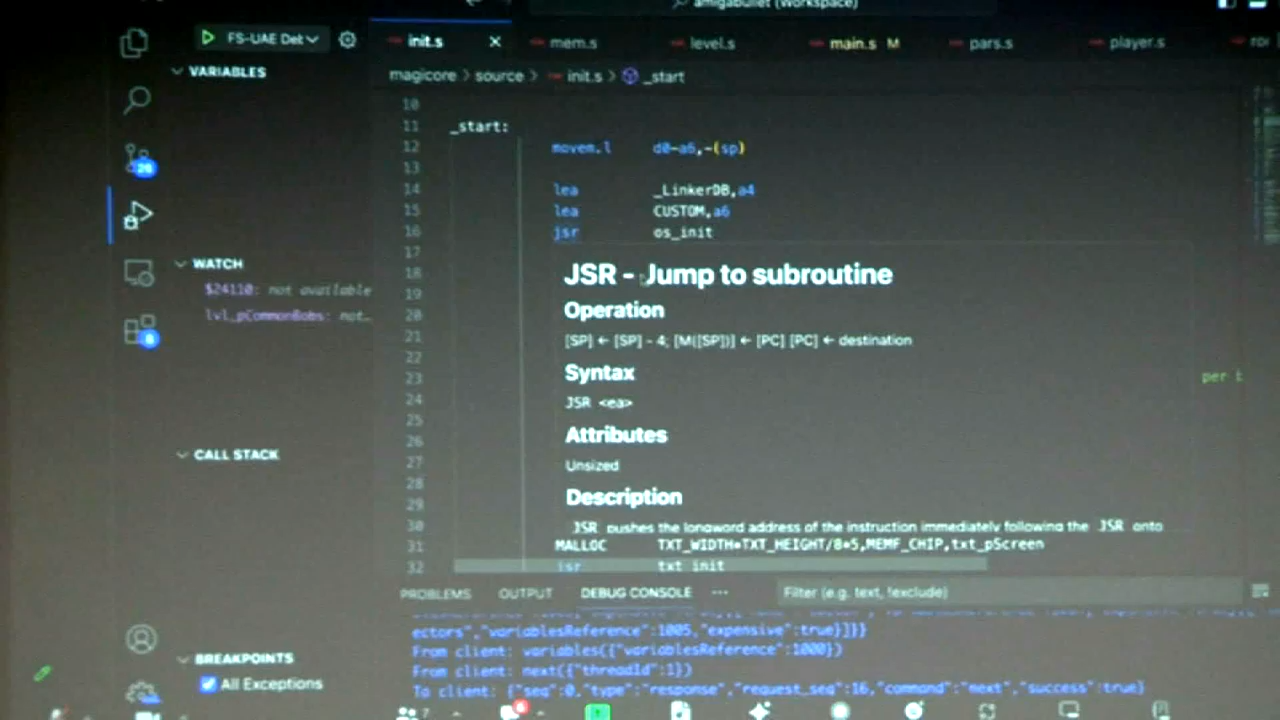 amigabullet (Workspace)
FS-UAE Det
init.s
mem.s
level.s
main.s M
pars.s
player.s
VARIABLES
magicore > source > init.s > _start
10
11 _start:
12 movem.l d0-a6,-(sp)
13
14 lea _LinkerDB,a4
15 lea CUSTOM,a6
16 jsr os_init
17
18
19
20
21
22
23
24
25
26
27
28
29
30
31 MALLOC TXT_WIDTH*TXT_HEIGHT/8*5,MEMF_CHIP,txt_pScreen
32 jsr txt_init
JSR - Jump to subroutine
Operation
[SP] ← [SP] - 4; [M([SP])] ← [PC] [PC] ← destination
Syntax
JSR <ea>
Attributes
Unsized
Description
JSR pushes the longword address of the instruction immediately following the JSR onto
per t
WATCH
$24110: not available
lvl_pCommonBobs: not…
CALL STACK
BREAKPOINTS
All Exceptions
PROBLEMS
OUTPUT
DEBUG CONSOLE
Filter (e.g. text, !exclude)
ectors","variablesReference":1005,"expensive":true}]}}
From client: variables({"variablesReference":1000})
From client: next({"threadId":1})
To client: {"seq":0,"type":"response","request_seq":16,"command":"next","success":true}
7